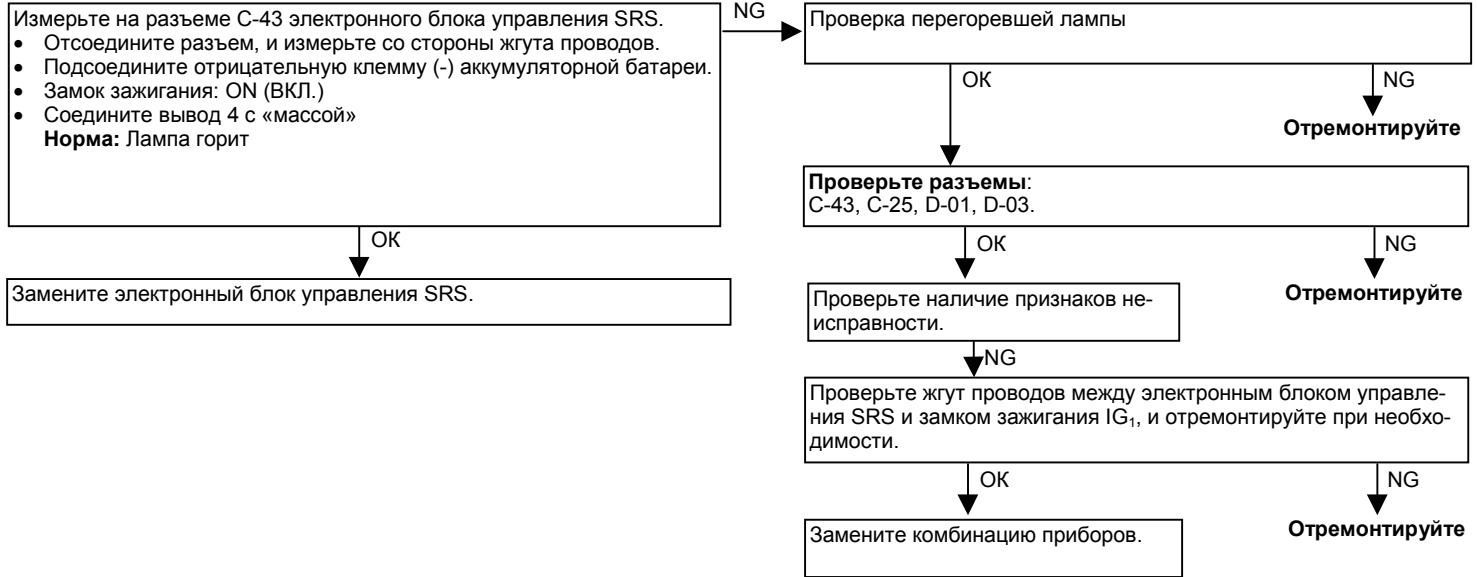 Измерьте на разъеме С-43 электронного блока управления SRS.
• Отсоедините разъем, и измерьте со стороны жгута проводов.
• Подсоедините отрицательную клемму (-) аккумуляторной батареи.
• Замок зажигания: ON (ВКЛ.)
• Соедините вывод 4 с «массой»
Норма: Лампа горит
NG
Проверка перегоревшей лампы
ОК
NG
Отремонтируйте
Проверьте разъемы:
С-43, С-25, D-01, D-03.
ОК
Замените электронный блок управления SRS.
ОК
NG
Отремонтируйте
Проверьте наличие признаков не-
исправности.
NG
Проверьте жгут проводов между электронным блоком управле-
ния SRS и замком зажигания IG₁, и отремонтируйте при необхо-
димости.
ОК
NG
Отремонтируйте
Замените комбинацию приборов.